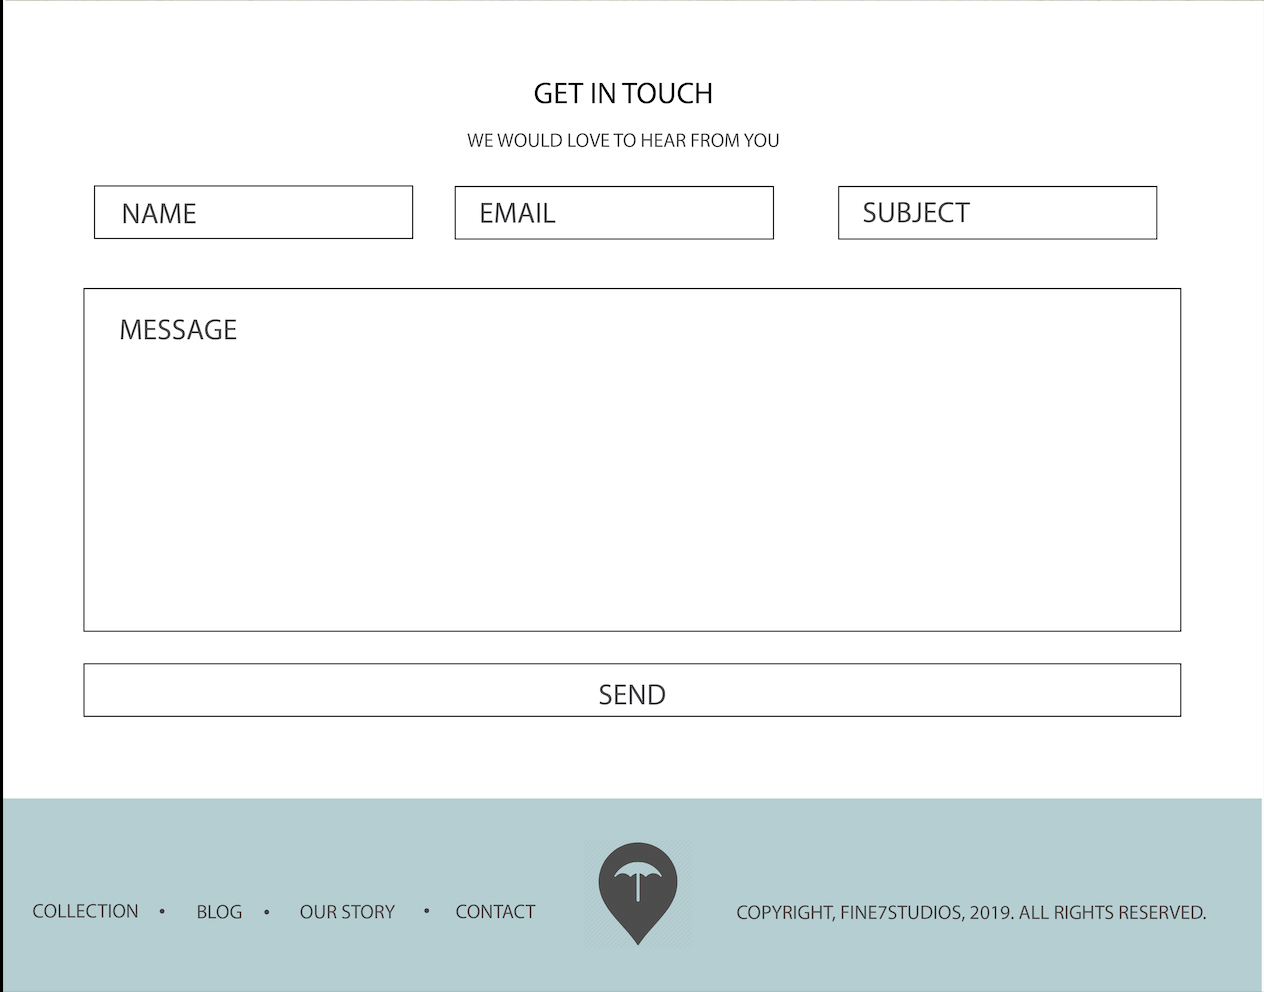 GET IN TOUCH
WE WOULD LOVE TO HEAR FROM YOU
NAME
EMAIL
SUBJECT
MESSAGE
SEND
COLLECTION • BLOG • OUR STORY • CONTACT
COPYRIGHT, FINE7STUDIOS, 2019. ALL RIGHTS RESERVED.